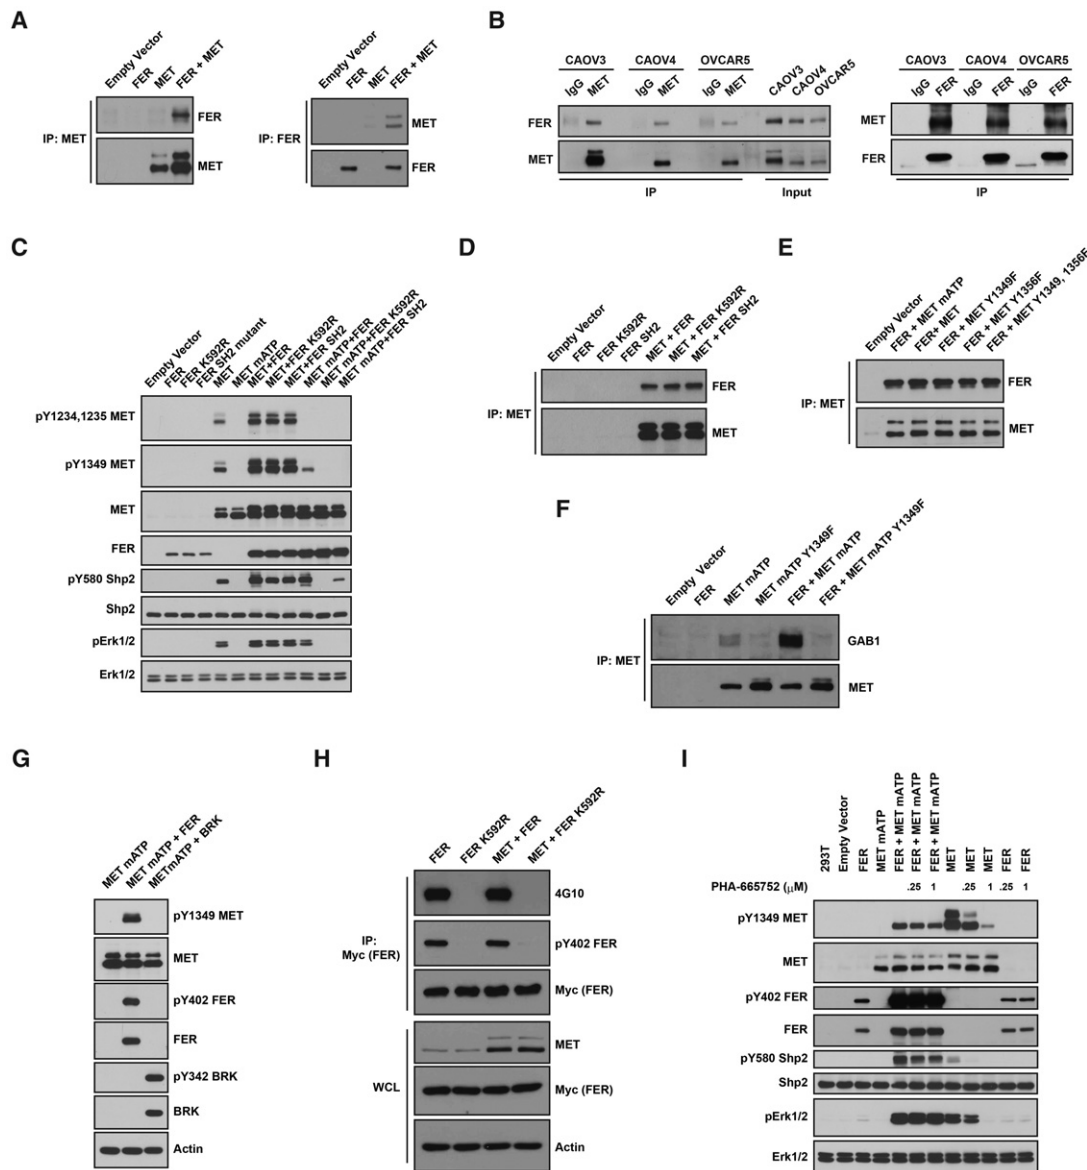 A
Empty Vector
FER
MET
FER + MET
IP: MET
FER
MET
Empty Vector
FER
MET
FER + MET
IP: FER
MET
FER
B
CAOV3 CAOV4 OVCAR5
IgG MET IgG MET IgG MET CAOV3 CAOV4 OVCAR5
FER
MET
IP Input
CAOV3 CAOV4 OVCAR5
IgG FER IgG FER IgG FER
MET
FER
IP
C
Empty Vector
FER
FER K592R
FER SH2 mutant
MET
MET mATP
MET+FER
MET+FER K592R
MET+FER SH2
MET mATP+FER
MET mATP+FER K592R
MET mATP+FER SH2
pY1234,1235 MET
pY1349 MET
MET
FER
pY580 Shp2
Shp2
pErk1/2
Erk1/2
D
Empty Vector
FER
FER K592R
FER SH2
MET + FER
MET + FER K592R
MET + FER SH2
IP: MET
FER
MET
E
Empty Vector
FER + MET mATP
FER+ MET
FER + MET Y1349F
FER + MET Y1356F
FER + MET Y1349, 1356F
IP: MET
FER
MET
F
Empty Vector
FER
MET mATP
MET mATP Y1349F
FER + MET mATP
FER + MET mATP Y1349F
IP: MET
GAB1
MET
G
MET mATP
MET mATP + FER
METmATP + BRK
pY1349 MET
MET
pY402 FER
FER
pY342 BRK
BRK
Actin
H
FER
FER K592R
MET + FER
MET + FER K592R
IP:
Myc (FER)
4G10
pY402 FER
Myc (FER)
WCL
MET
Myc (FER)
Actin
I
293T
Empty Vector
FER
MET mATP
FER + MET mATP
FER + MET mATP
FER + MET mATP
MET
MET
MET
FER
FER
PHA-665752 (μM) .25 1 .25 1 .25 1
pY1349 MET
MET
pY402 FER
FER
pY580 Shp2
Shp2
pErk1/2
Erk1/2